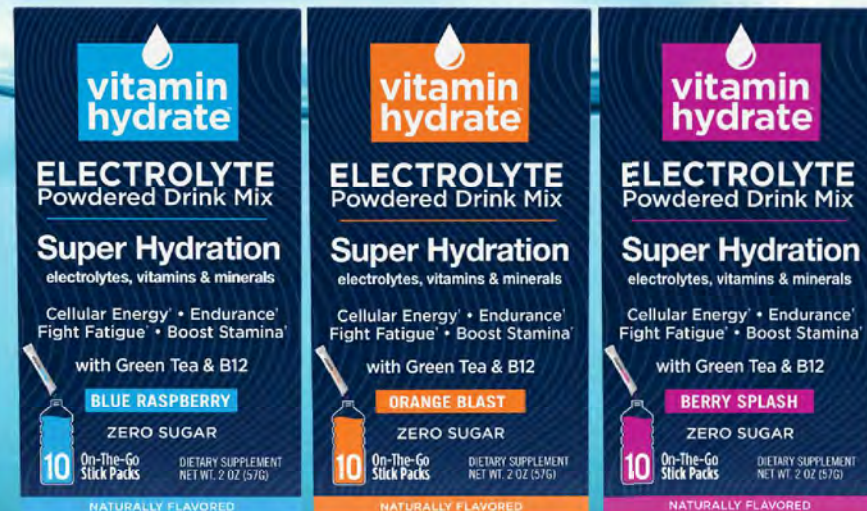 vitamin
hydrate™
ELECTROLYTE
Powdered Drink Mix
Super Hydration
electrolytes, vitamins & minerals
Cellular Energy† • Endurance†
Fight Fatigue† • Boost Stamina†
with Green Tea & B12
BLUE RASPBERRY
ZERO SUGAR
10
On-The-Go
Stick Packs
DIETARY SUPPLEMENT
NET WT. 2 OZ (57G)
NATURALLY FLAVORED
vitamin
hydrate™
ELECTROLYTE
Powdered Drink Mix
Super Hydration
electrolytes, vitamins & minerals
Cellular Energy† • Endurance†
Fight Fatigue† • Boost Stamina†
with Green Tea & B12
ORANGE BLAST
ZERO SUGAR
10
On-The-Go
Stick Packs
DIETARY SUPPLEMENT
NET WT. 2 OZ (57G)
NATURALLY FLAVORED
vitamin
hydrate™
ELECTROLYTE
Powdered Drink Mix
Super Hydration
electrolytes, vitamins & minerals
Cellular Energy† • Endurance†
Fight Fatigue† • Boost Stamina†
with Green Tea & B12
BERRY SPLASH
ZERO SUGAR
10
On-The-Go
Stick Packs
DIETARY SUPPLEMENT
NET WT. 2 OZ (57G)
NATURALLY FLAVORED